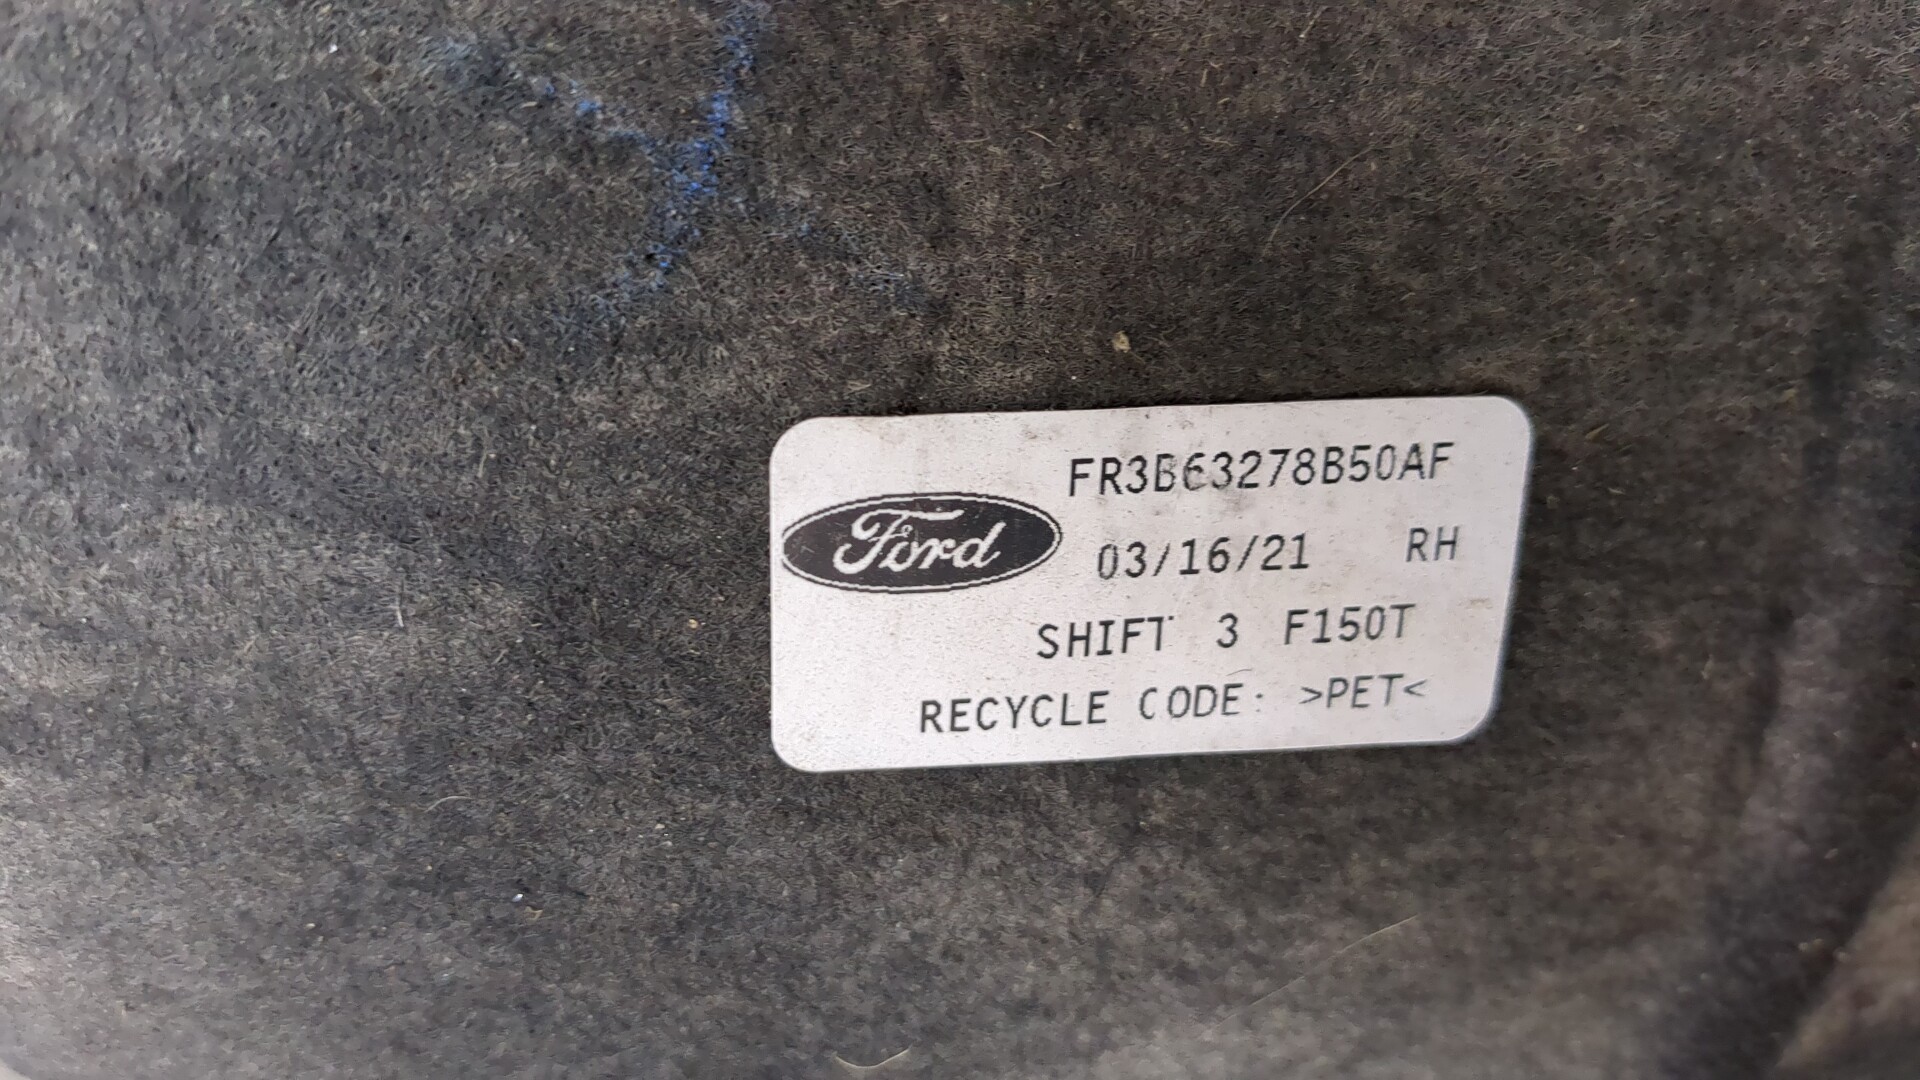 FR3B63278B50AF
Ford
03/16/21 RH
SHIFT 3 F150T
RECYCLE CODE: >PET<